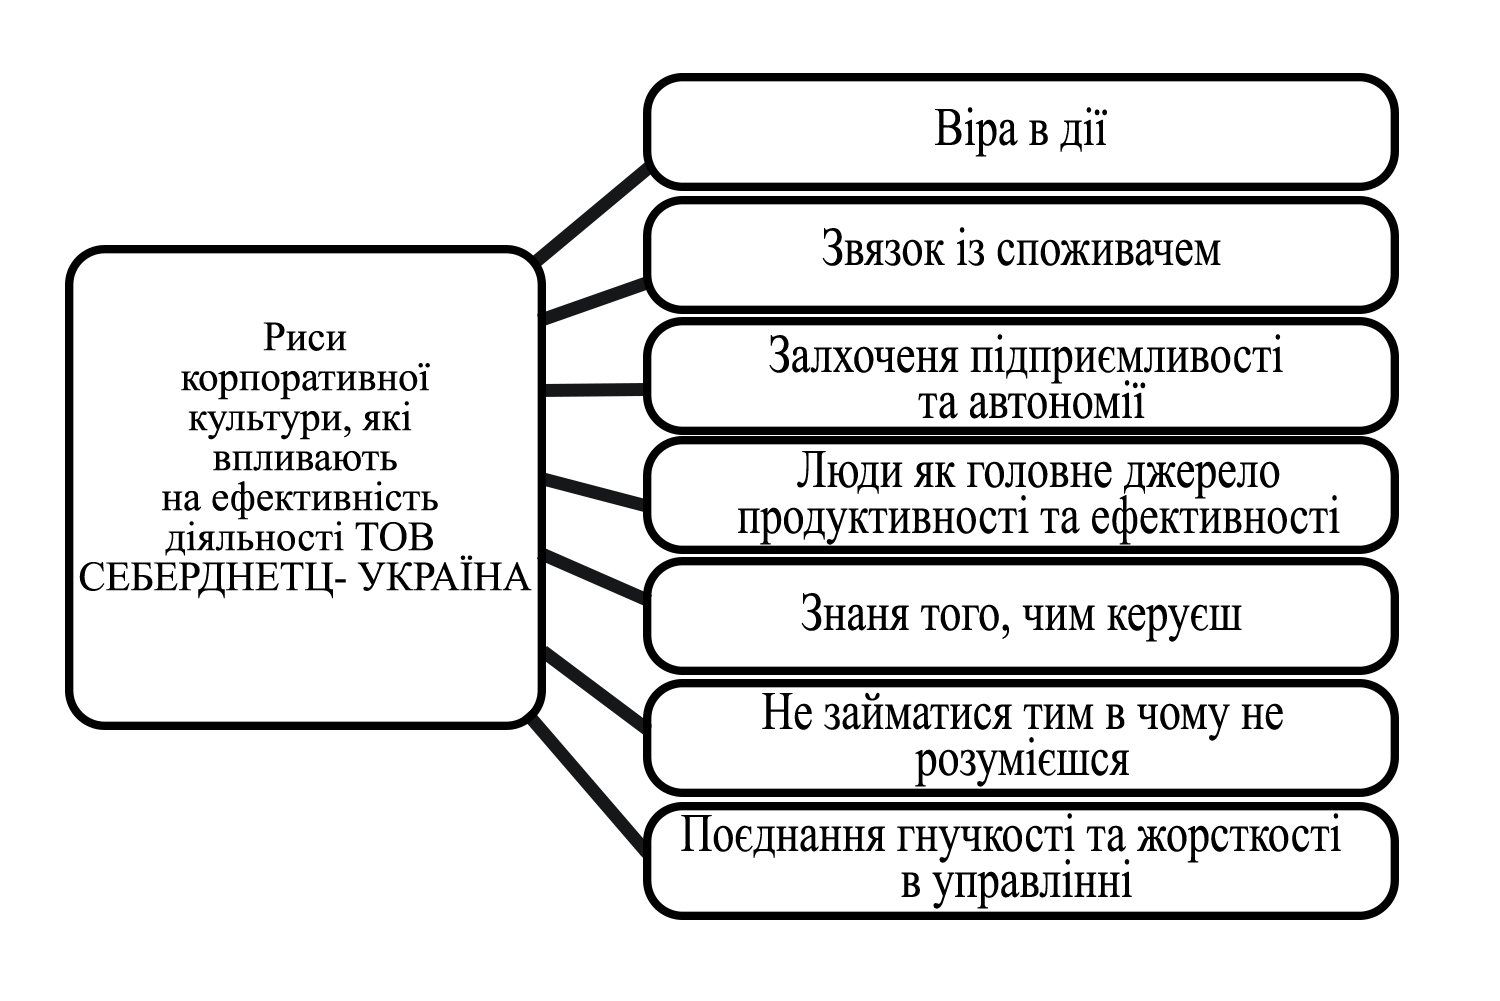 Риси
корпоративної
культури, які
впливають
на ефективність
діяльності ТОВ
СЕБЕРДНЕТЦ- УКРАЇНА
Віра в дії
Звязок із споживачем
Залхоченя підприємливості
та автономії
Люди як головне джерело
продуктивності та ефективності
Знаня того, чим керуєш
Не займатися тим в чому не
розумієшся
Поєднання гнучкості та жорсткості
в управлінні